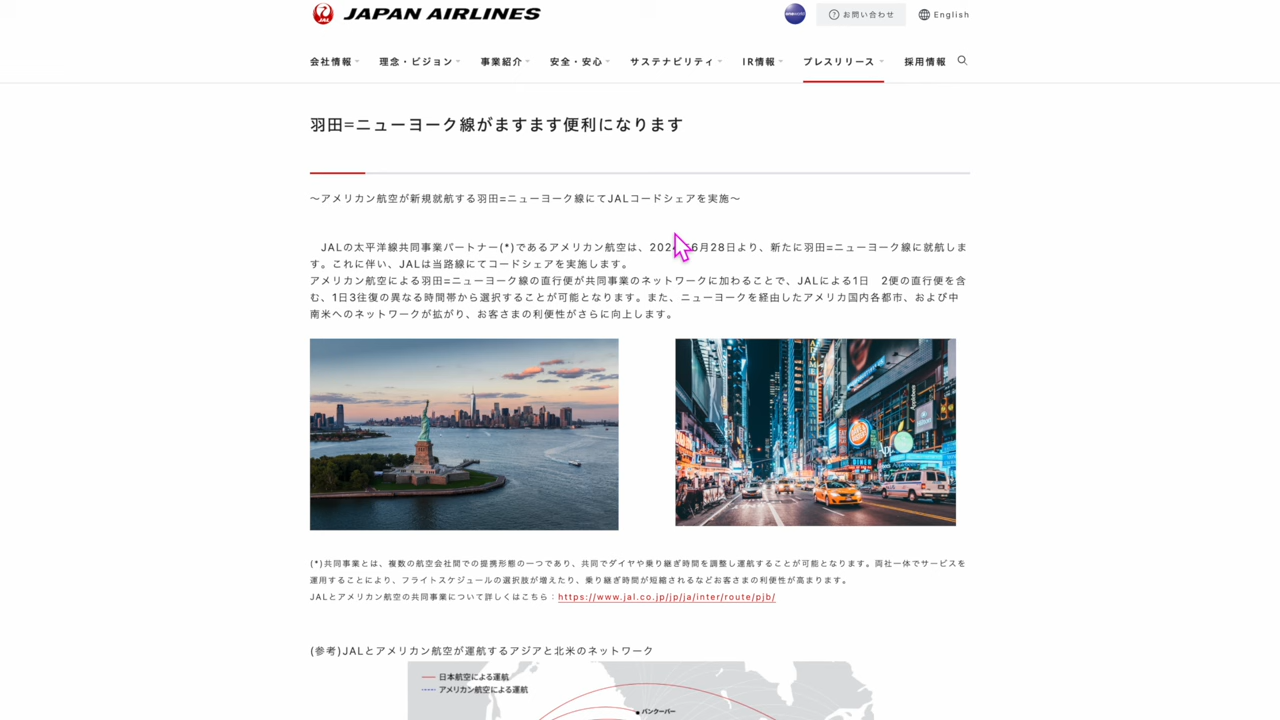 JAL
JAPAN AIRLINES
oneworld
お問い合わせ
English
会社情報
理念・ビジョン
事業紹介
安全・安心
サステナビリティ
IR情報
プレスリリース
採用情報
羽田=ニューヨーク線がますます便利になります
～アメリカン航空が新規就航する羽田=ニューヨーク線にてJALコードシェアを実施～
JALの太平洋線共同事業パートナー(*)であるアメリカン航空は、202 6月28日より、新たに羽田=ニューヨーク線に就航しま
す。これに伴い、JALは当路線にてコードシェアを実施します。
アメリカン航空による羽田=ニューヨーク線の直行便が共同事業のネットワークに加わることで、JALによる1日　2便の直行便を含
む、1日3往復の異なる時間帯から選択することが可能となります。また、ニューヨークを経由したアメリカ国内各都市、および中
南米へのネットワークが拡がり、お客さまの利便性がさらに向上します。
(*)共同事業とは、複数の航空会社間での提携形態の一つであり、共同でダイヤや乗り継ぎ時間を調整し運航することが可能となります。両社一体でサービスを
運用することにより、フライトスケジュールの選択肢が増えたり、乗り継ぎ時間が短縮されるなどお客さまの利便性が高まります。
JALとアメリカン航空の共同事業について詳しくはこちら：https://www.jal.co.jp/jp/ja/inter/route/pjb/
(参考)JALとアメリカン航空が運航するアジアと北米のネットワーク
日本航空による運航
アメリカン航空による運航
バンクーバー